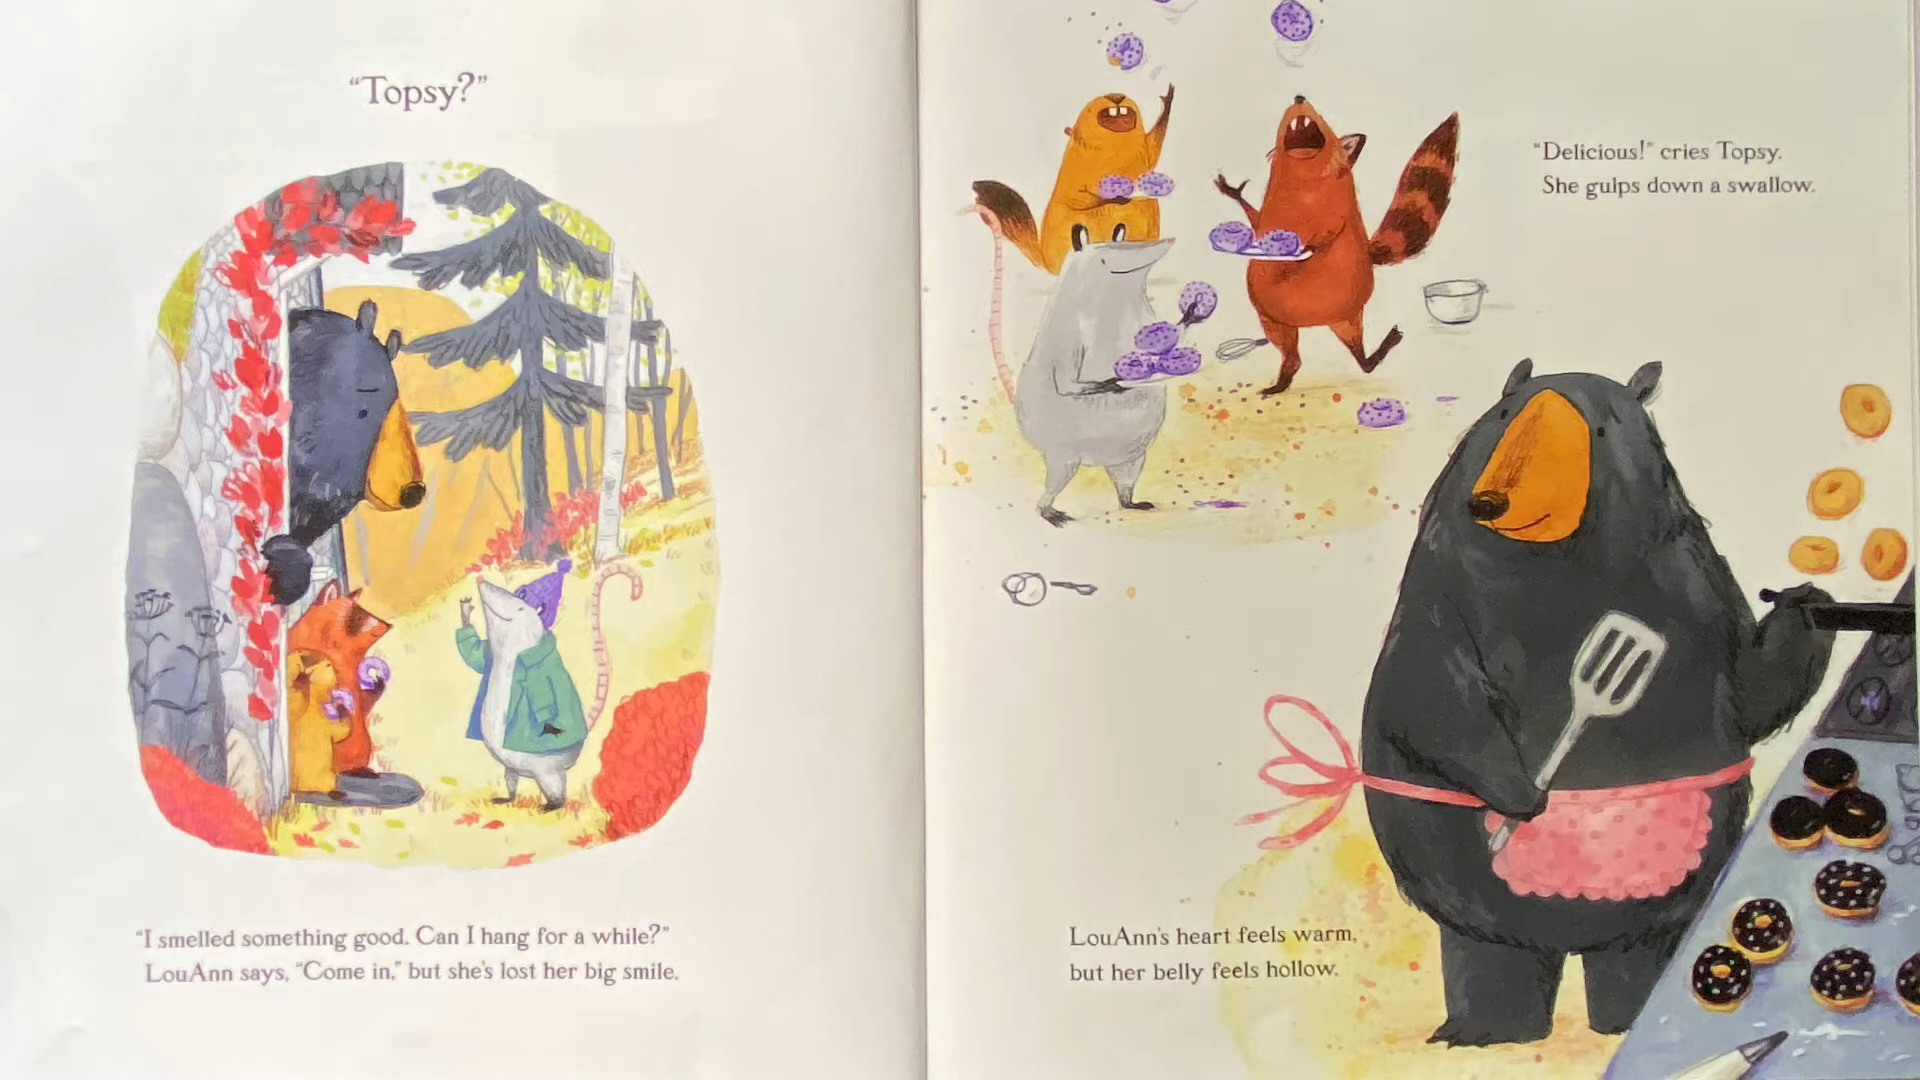 “Topsy?”
“I smelled something good. Can I hang for a while?”
LouAnn says, “Come in,” but she's lost her big smile.
“Delicious!” cries Topsy.
She gulps down a swallow.
LouAnn's heart feels warm,
but her belly feels hollow.